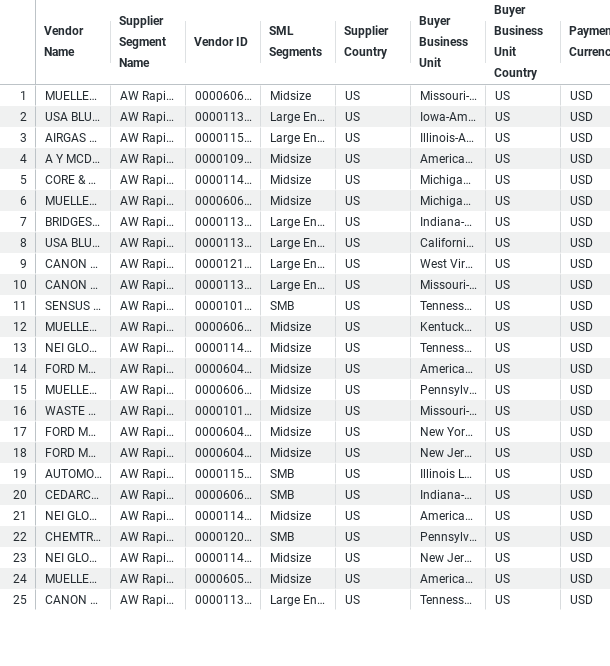 Vendor Name | Supplier Segment Name | Vendor ID | SML Segments | Supplier Country | Buyer Business Unit | Buyer Business Unit Country | Paymen Currenc
1 MUELLE... AW Rapi... 0000606... Midsize US Missouri-... US USD
2 USA BLU... AW Rapi... 0000113... Large En... US Iowa-Am... US USD
3 AIRGAS ... AW Rapi... 0000115... Large En... US Illinois-A... US USD
4 A Y MCD... AW Rapi... 0000109... Midsize US America... US USD
5 CORE & ... AW Rapi... 0000114... Midsize US Michiga... US USD
6 MUELLE... AW Rapi... 0000606... Midsize US Michiga... US USD
7 BRIDGES... AW Rapi... 0000113... Large En... US Indiana-... US USD
8 USA BLU... AW Rapi... 0000113... Large En... US Californi... US USD
9 CANON ... AW Rapi... 0000121... Large En... US West Vir... US USD
10 CANON ... AW Rapi... 0000113... Large En... US Missouri-... US USD
11 SENSUS ... AW Rapi... 0000101... SMB US Tenness... US USD
12 MUELLE... AW Rapi... 0000606... Midsize US Kentuck... US USD
13 NEI GLO... AW Rapi... 0000114... Midsize US Tenness... US USD
14 FORD M... AW Rapi... 0000604... Midsize US America... US USD
15 MUELLE... AW Rapi... 0000606... Midsize US Pennsylv... US USD
16 WASTE ... AW Rapi... 0000101... Midsize US Missouri-... US USD
17 FORD M... AW Rapi... 0000604... Midsize US New Yor... US USD
18 FORD M... AW Rapi... 0000604... Midsize US New Jer... US USD
19 AUTOMO... AW Rapi... 0000115... SMB US Illinois L... US USD
20 CEDARC... AW Rapi... 0000606... SMB US Indiana-... US USD
21 NEI GLO... AW Rapi... 0000114... Midsize US America... US USD
22 CHEMTR... AW Rapi... 0000120... SMB US Pennsylv... US USD
23 NEI GLO... AW Rapi... 0000114... Midsize US New Jer... US USD
24 MUELLE... AW Rapi... 0000605... Midsize US America... US USD
25 CANON ... AW Rapi... 0000113... Large En... US Tenness... US USD